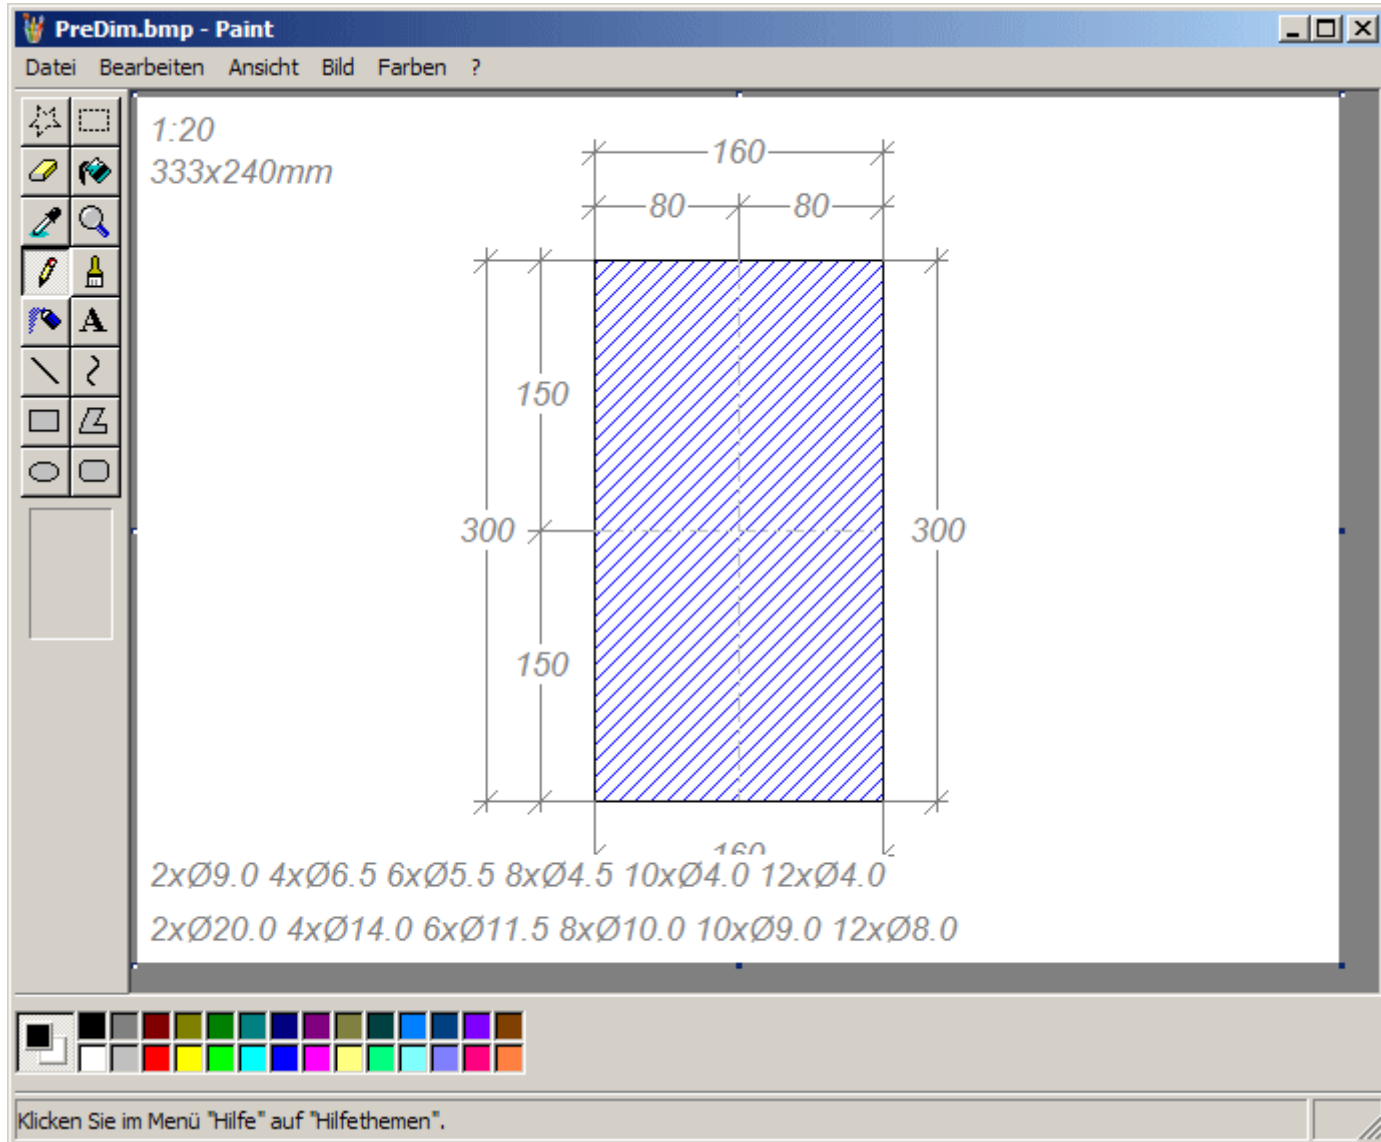 PreDim.bmp - Paint
Datei Bearbeiten Ansicht Bild Farben ?
1:20
333x240mm
160
80 80
150
300 300
150
160
2xØ9.0 4xØ6.5 6xØ5.5 8xØ4.5 10xØ4.0 12xØ4.0
2xØ20.0 4xØ14.0 6xØ11.5 8xØ10.0 10xØ9.0 12xØ8.0
Klicken Sie im Menü "Hilfe" auf "Hilfethemen".